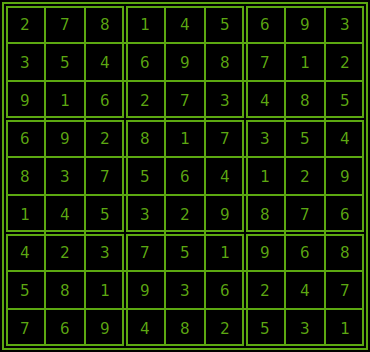 2 7 8 1 4 5 6 9 3
3 5 4 6 9 8 7 1 2
9 1 6 2 7 3 4 8 5
6 9 2 8 1 7 3 5 4
8 3 7 5 6 4 1 2 9
1 4 5 3 2 9 8 7 6
4 2 3 7 5 1 9 6 8
5 8 1 9 3 6 2 4 7
7 6 9 4 8 2 5 3 1